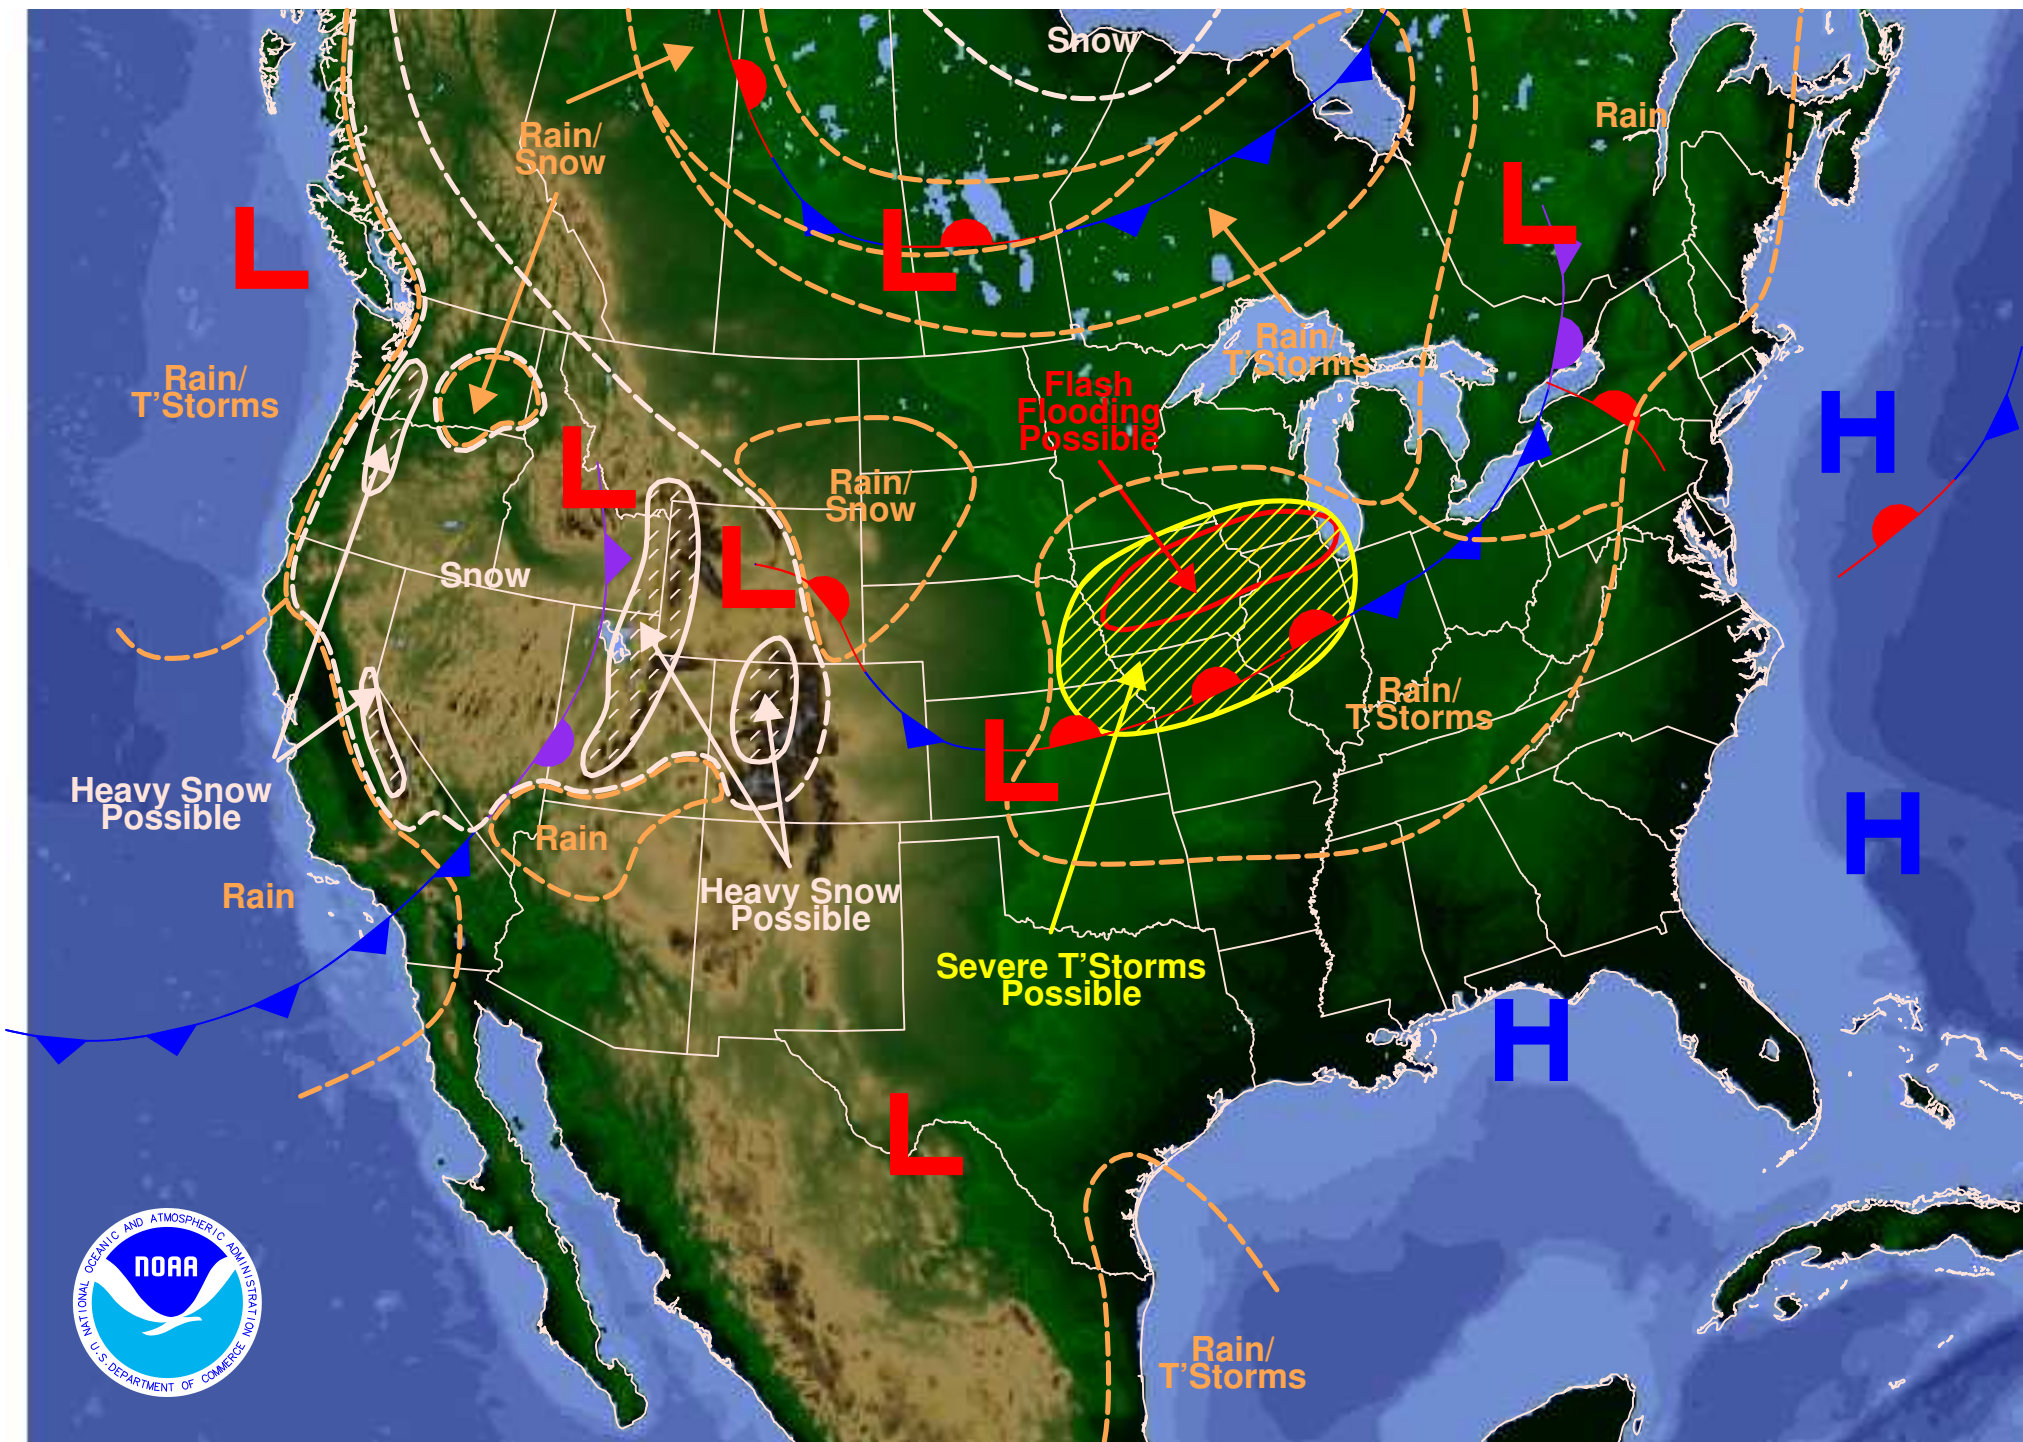 Snow
Rain
Rain/
Snow
L
L
L
Rain/
T'Storms
Rain/
T'Storms
Flash
Flooding
Possible
H
L
Rain/
Snow
L
Snow
Rain/
T'Storms
L
Heavy Snow
Possible
H
Rain
Rain
Heavy Snow
Possible
Severe T'Storms
Possible
H
L
NATIONAL OCEANIC AND ATMOSPHERIC ADMINISTRATION
NOAA
U.S. DEPARTMENT OF COMMERCE
Rain/
T'Storms